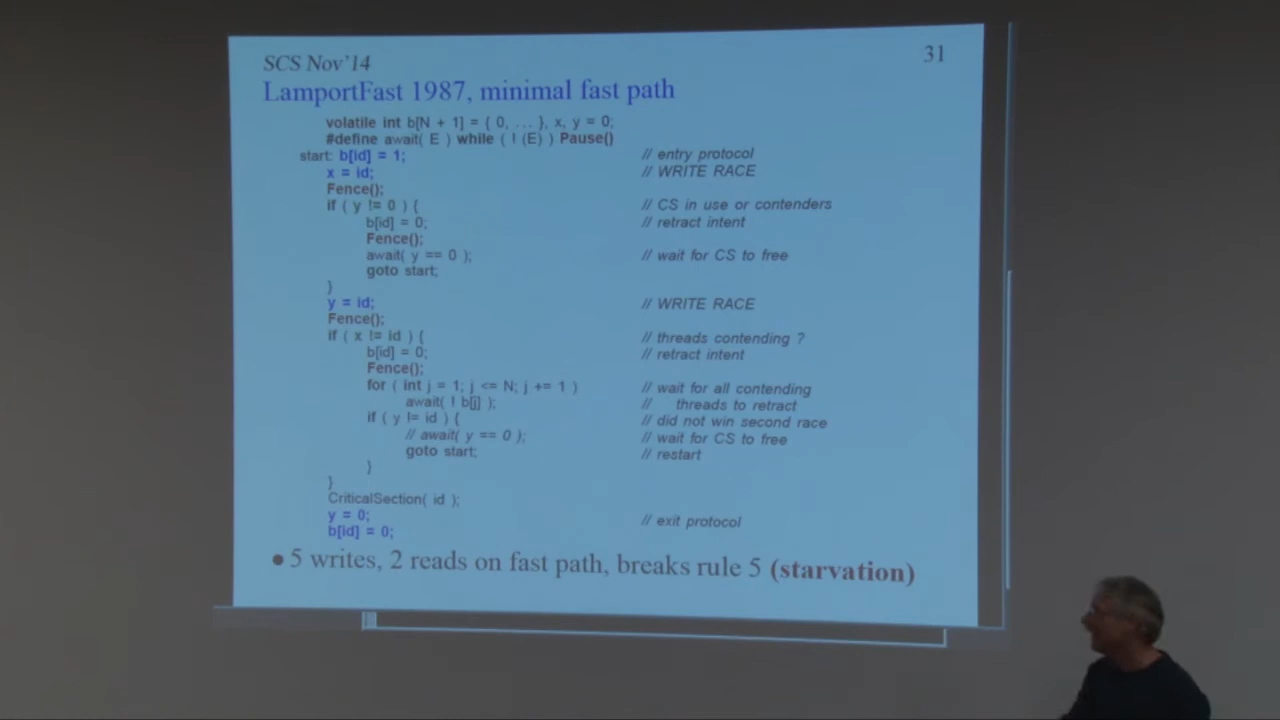 SCS Nov'14 31
LamportFast 1987, minimal fast path
volatile int b[N + 1] = { 0, ... }, x, y = 0;
#define await( E ) while ( ! (E) ) Pause()
start: b[id] = 1; // entry protocol
x = id; // WRITE RACE
Fence();
if ( y != 0 ) { // CS in use or contenders
b[id] = 0; // retract intent
Fence();
await( y == 0 ); // wait for CS to free
goto start;
}
y = id; // WRITE RACE
Fence();
if ( x != id ) { // threads contending ?
b[id] = 0; // retract intent
Fence();
for ( int j = 1; j <= N; j += 1 ) // wait for all contending
await( ! b[j] ); // threads to retract
if ( y != id ) { // did not win second race
// await( y == 0 ); // wait for CS to free
goto start; // restart
}
}
CriticalSection( id );
y = 0; // exit protocol
b[id] = 0;
• 5 writes, 2 reads on fast path, breaks rule 5 (starvation)